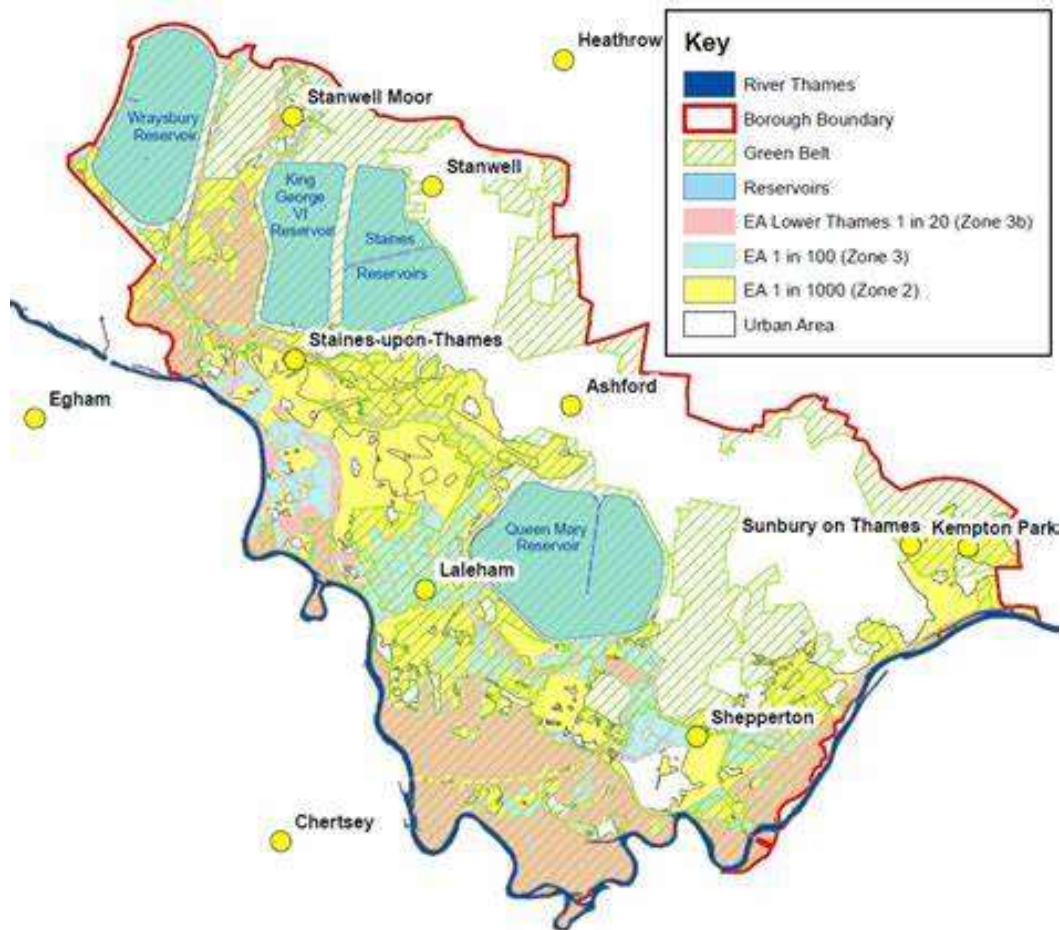 Heathrow
Key
River Thames
Borough Boundary
Green Belt
Reservoirs
EA Lower Thames 1 in 20 (Zone 3b)
EA 1 in 100 (Zone 3)
EA 1 in 1000 (Zone 2)
Urban Area
Wraysbury
Reservoir
Stanwell Moor
Stanwell
King
George
VI
Reservoir
Staines
Reservoirs
Staines-upon-Thames
Egham
Ashford
Queen Mary
Reservoir
Sunbury on Thames
Kempton Park
Laleham
Shepperton
Chertsey